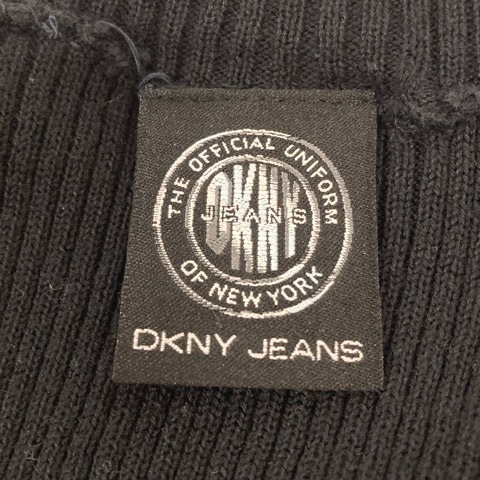 THE OFFICIAL UNIFORM
DKNY
JEANS
OF NEW YORK
DKNY JEANS